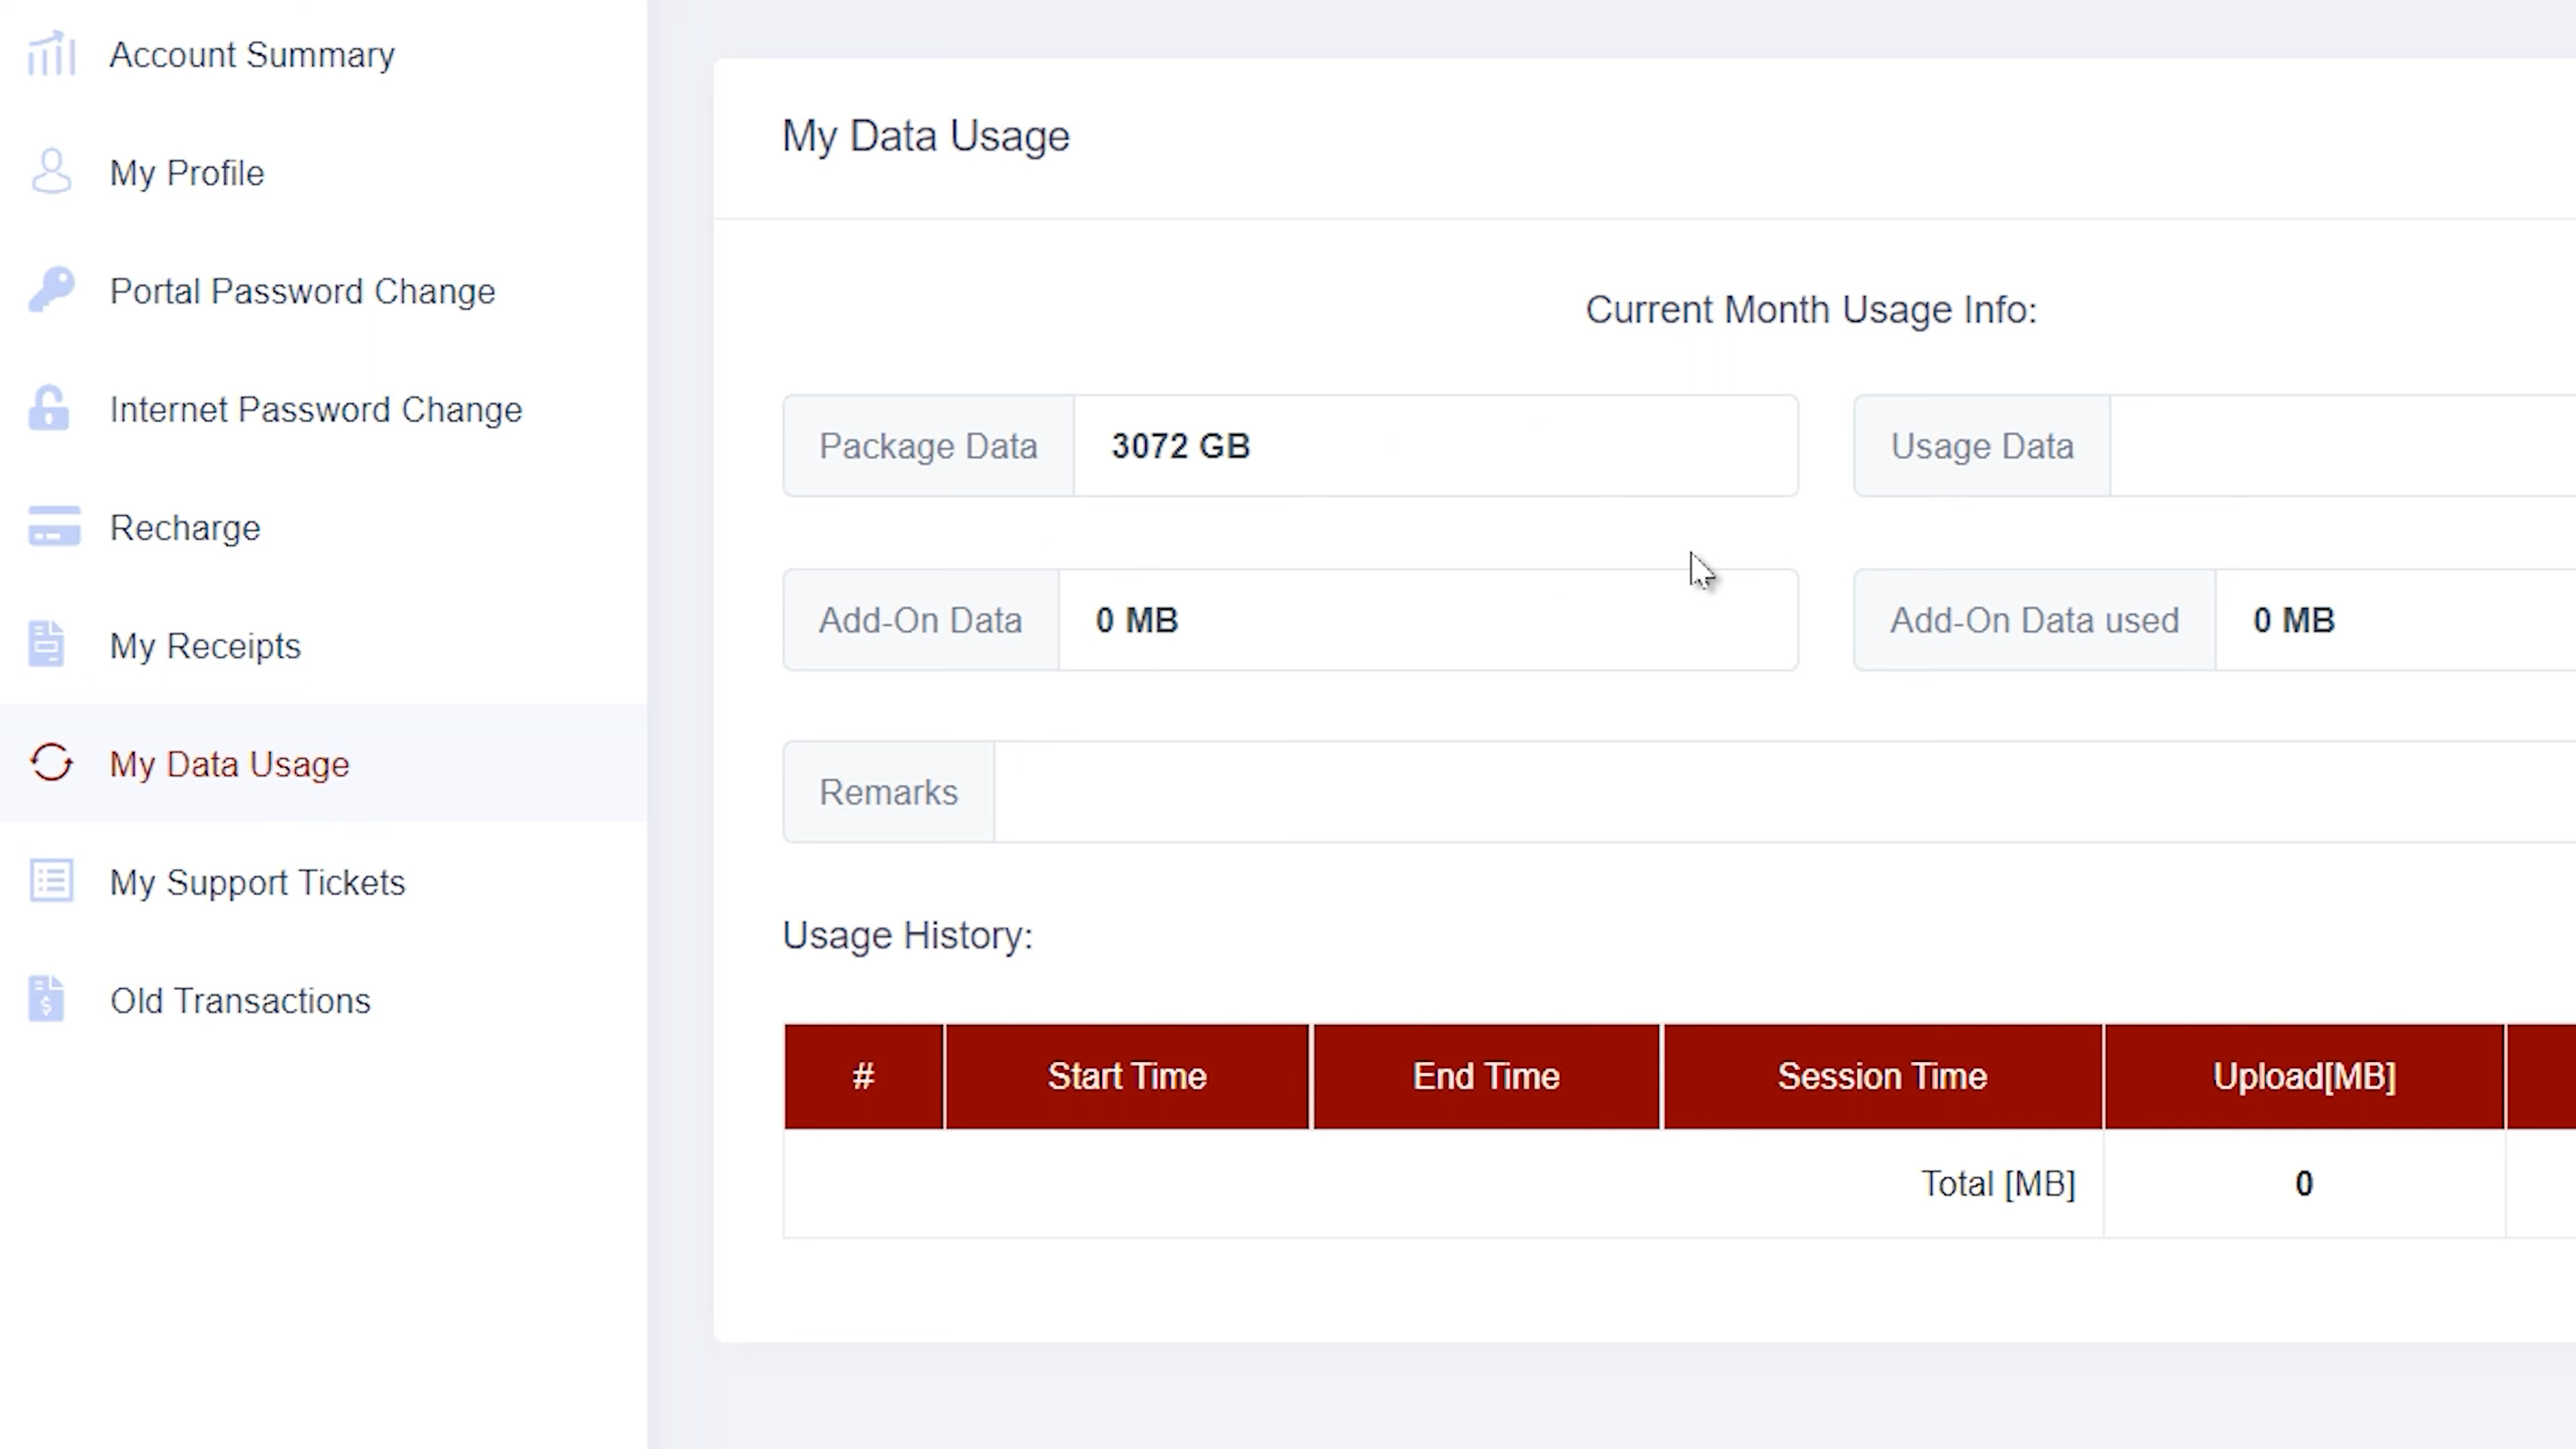 Account Summary
My Profile
Portal Password Change
Internet Password Change
Recharge
My Receipts
My Data Usage
My Support Tickets
Old Transactions
My Data Usage
Current Month Usage Info:
Package Data 3072 GB
Usage Data
Add-On Data 0 MB
Add-On Data used 0 MB
Remarks
Usage History:
# Start Time End Time Session Time Upload[MB]
Total [MB] 0